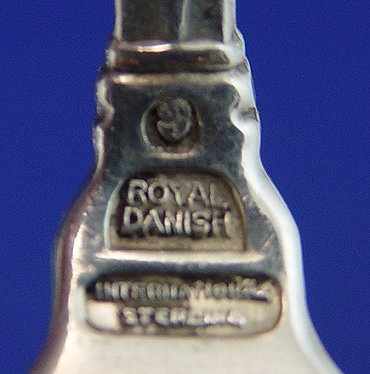 ROYAL
DANISH
INTERNATIONAL
STERLING